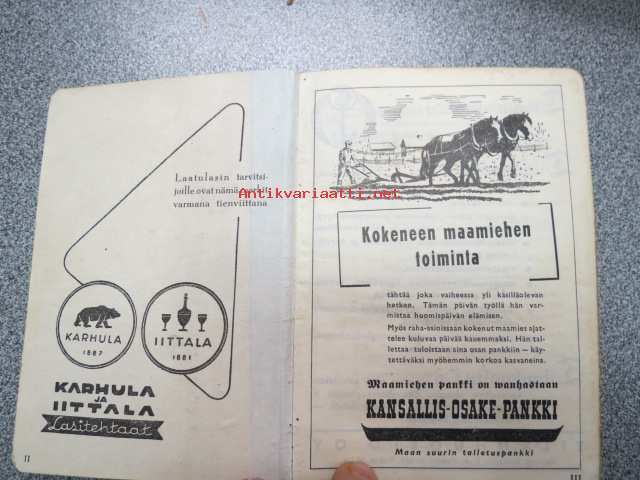 Laatulasin tarvitsi-
joille ovat nämä merkit
varmana tienviittana
KARHULA
1887
IITTALA
1881
KARHULA
JA
IITTALA
Lasitehtaat
II
Antikvariaatti.net
Kokeneen maamiehen
toiminta
tähtää joka vaiheessa yli käsilläolevan
hetken. Tämän päivän työllä hän var-
mistaa huomispäivän elämisen.
Myös raha-asioissaan kokenut maamies ajat-
telee kuluvaa päivää kauemmaksi. Hän tal-
lettaa tuloistaan aina osan pankkiin — käy-
tettäväksi myöhemmin korkoa kasvaneina.
Maamiehen pankki on wanhastaan
KANSALLIS-OSAKE-PANKKI
Maan suurin talletuspankki
III